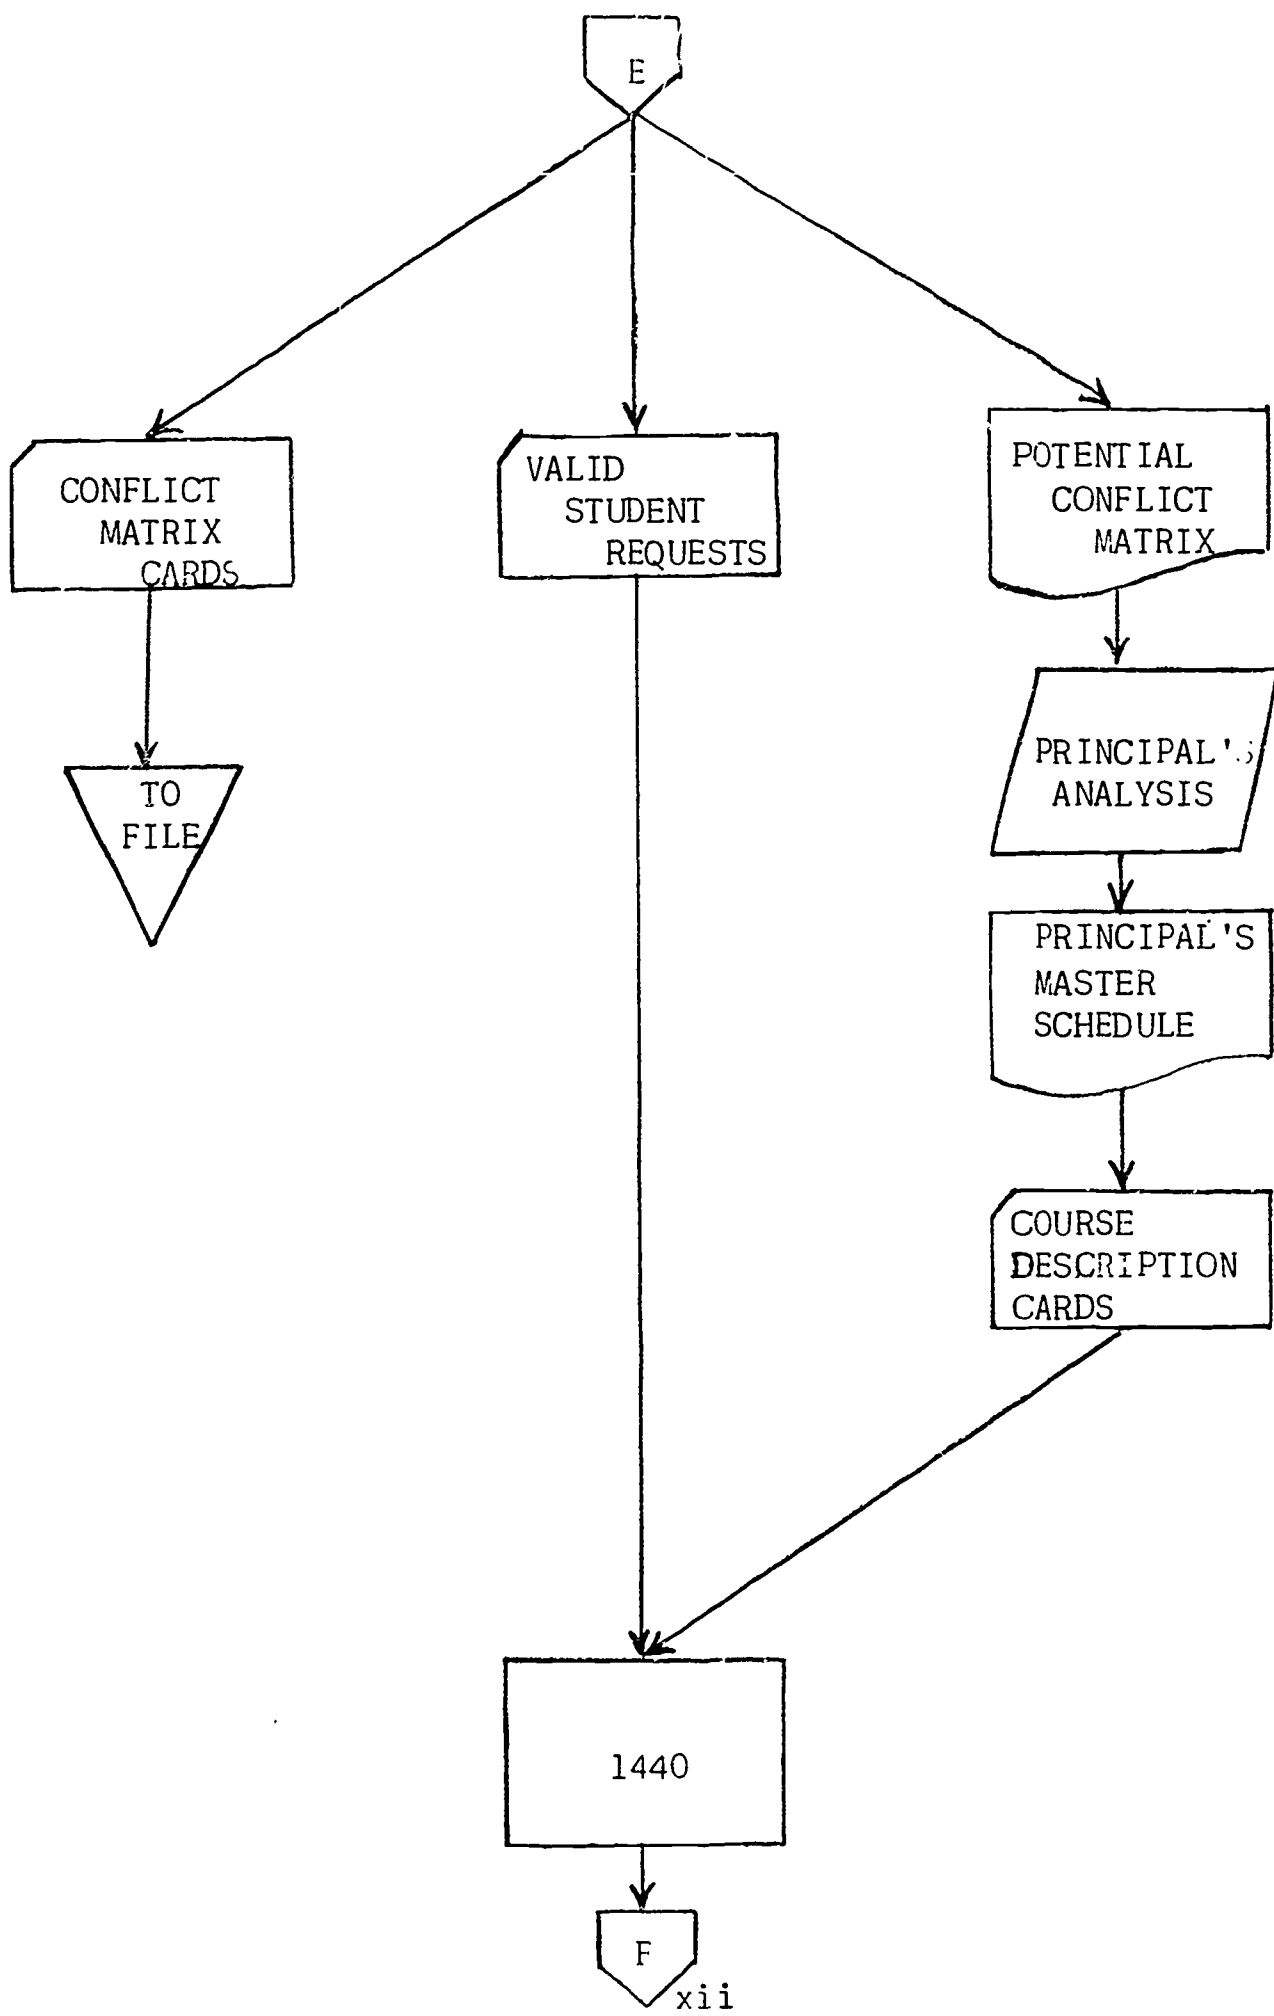 E
CONFLICT
MATRIX
CARDS
VALID
STUDENT
REQUESTS
POTENTIAL
CONFLICT
MATRIX
TO
FILE
PRINCIPAL'S
ANALYSIS
PRINCIPAL'S
MASTER
SCHEDULE
COURSE
DESCRIPTION
CARDS
1440
F
xii